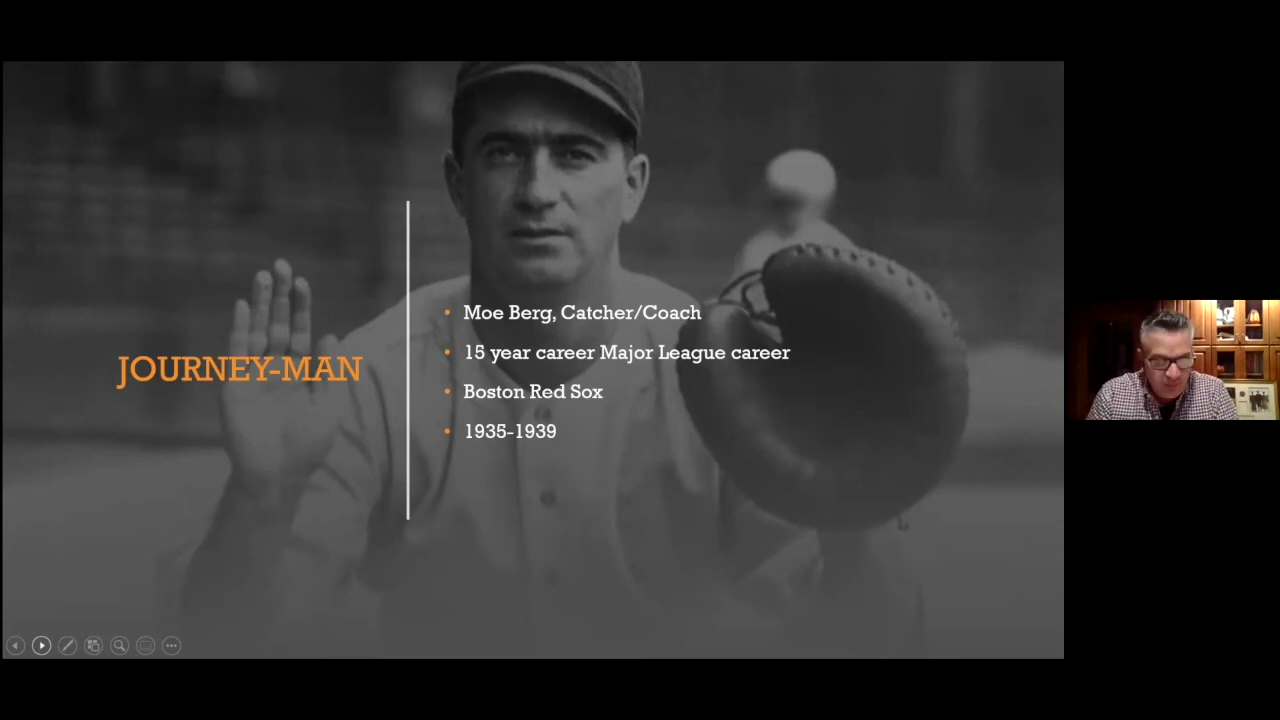 JOURNEY-MAN
Moe Berg, Catcher/Coach
15 year career Major League career
Boston Red Sox
1935-1939